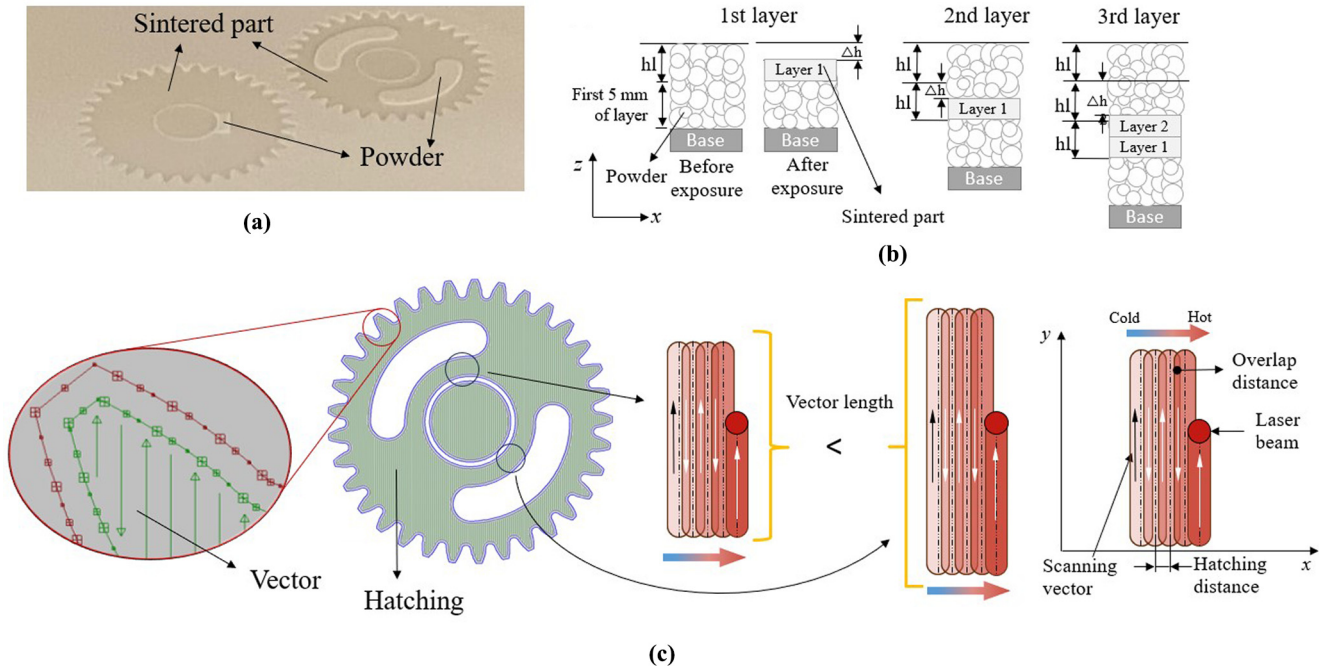 Sintered part
Powder
(a)
1st layer
2nd layer
3rd layer
hl
△h
Layer 1
First 5 mm
of layer
Base
Base
z
x
Powder
Before
exposure
After
exposure
Sintered part
hl
△h
hl
Layer 1
Base
hl
△h
hl
hl
Layer 2
Layer 1
Base
(b)
Vector
Hatching
Vector length
<
y
Cold
Hot
Overlap
distance
Laser
beam
x
Scanning
vector
Hatching
distance
(c)